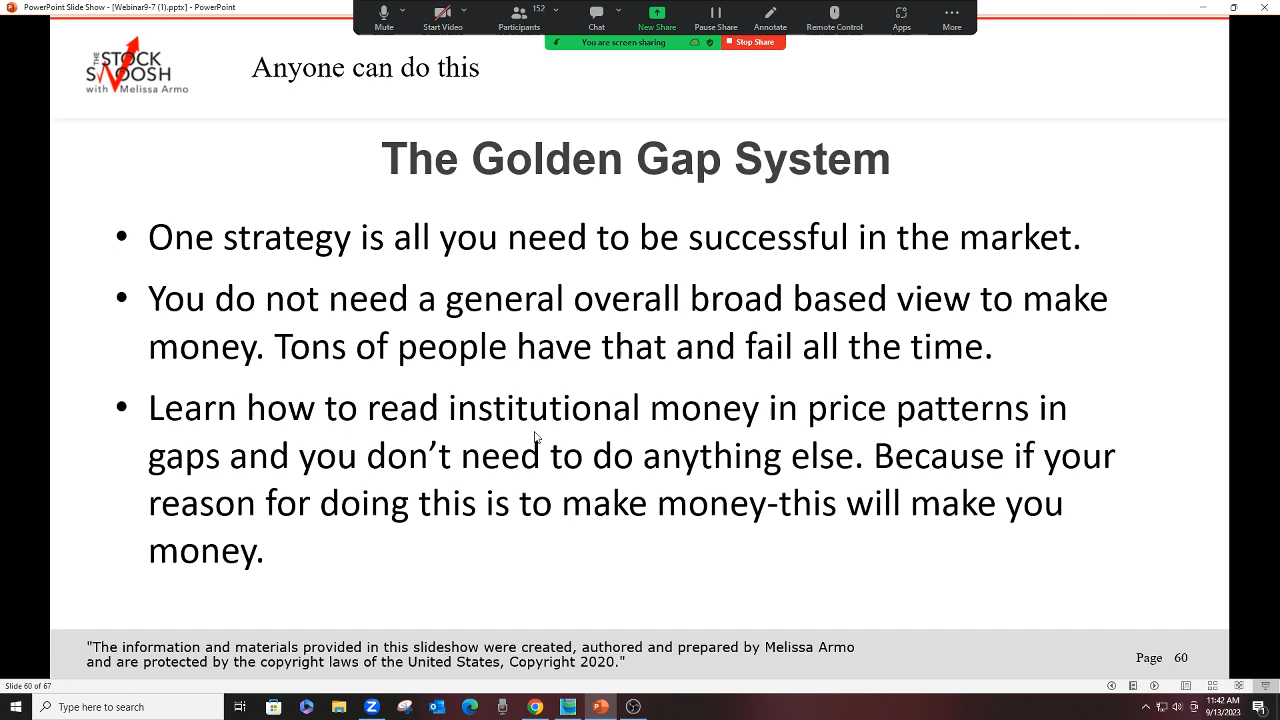 PowerPoint Slide Show - [Webinar9-7 (1).pptx] - PowerPoint
152
Mute
Start Video
Participants
Chat
New Share
Pause Share
Annotate
Remote Control
Apps
More
You are screen sharing
Stop Share
THE STOCK
SWOOSH
with Melissa Armo
Anyone can do this
The Golden Gap System
• One strategy is all you need to be successful in the market.
• You do not need a general overall broad based view to make
money. Tons of people have that and fail all the time.
• Learn how to read institutional money in price patterns in
gaps and you don’t need to do anything else. Because if your
reason for doing this is to make money-this will make you
money.
"The information and materials provided in this slideshow were created, authored and prepared by Melissa Armo
and are protected by the copyright laws of the United States, Copyright 2020."
Page 60
Slide 60 of 67
Type here to search
11:42 AM
9/13/2023